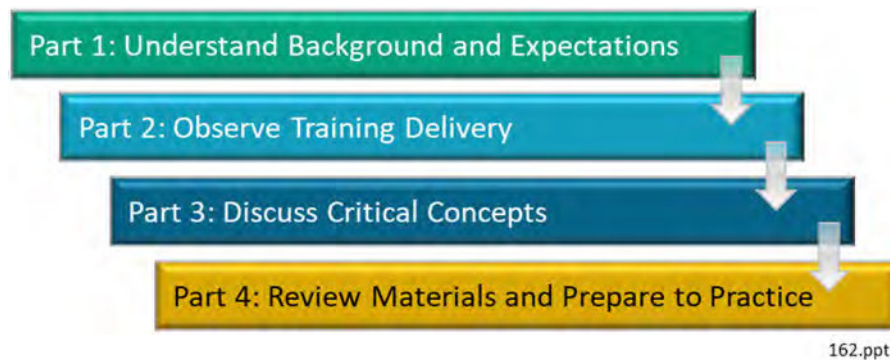 Part 1: Understand Background and Expectations
Part 2: Observe Training Delivery
Part 3: Discuss Critical Concepts
Part 4: Review Materials and Prepare to Practice
162.ppt